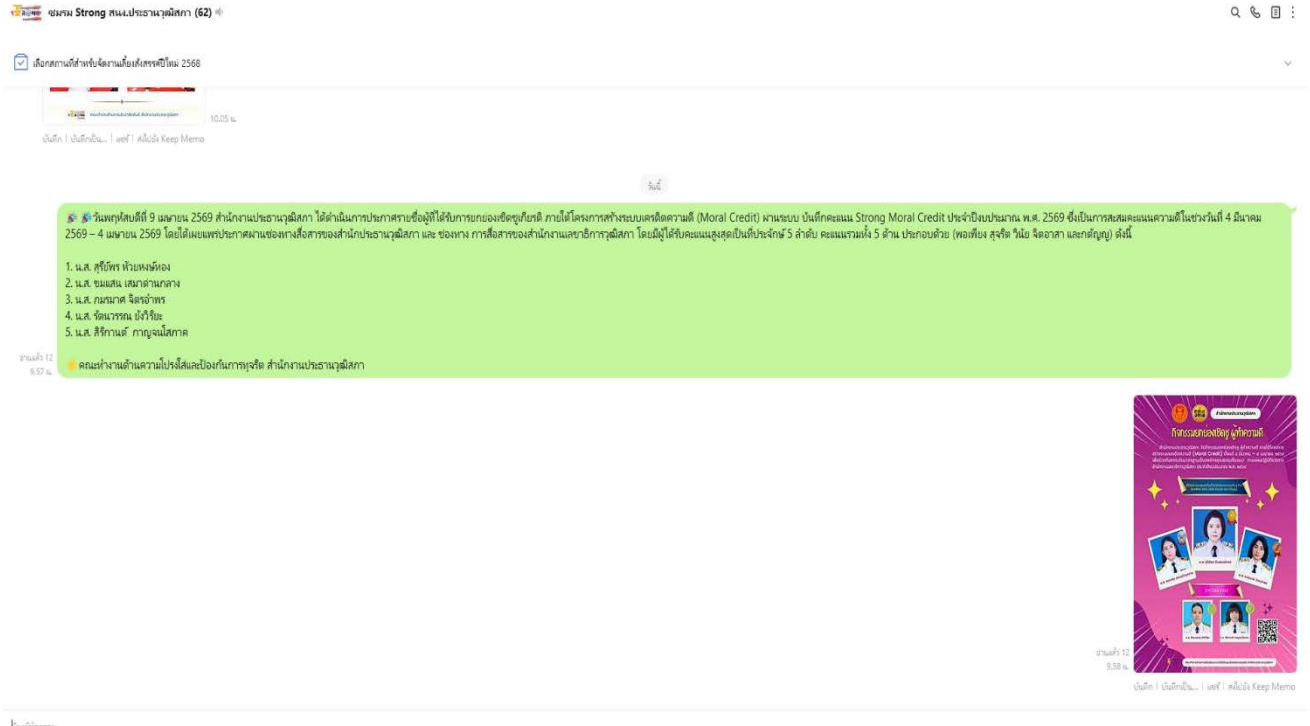 ชมรม Strong สนง.ประธานวุฒิสภา (62)
เลือกสถานที่สำหรับจัดงานเลี้ยงสังสรรค์ปีใหม่ 2568
10.05 น.
บันทึก | บันทึกเป็น... | แชร์ | ส่งไปยัง Keep Memo
วันนี้
🎉 🎉วันพฤหัสบดีที่ 9 เมษายน 2569 สำนักงานประธานวุฒิสภา ได้ดำเนินการประกาศรายชื่อผู้ที่ได้รับการยกย่องเชิดชูเกียรติ ภายใต้โครงการสร้างระบบเครดิตความดี (Moral Credit) ผ่านระบบ บันทึกคะแนน Strong Moral Credit ประจำปีงบประมาณ พ.ศ. 2569 ซึ่งเป็นการสะสมคะแนนความดีในช่วงวันที่ 4 มีนาคม
2569 – 4 เมษายน 2569 โดยได้เผยแพร่ประกาศผ่านช่องทางสื่อสารของสำนักประธานวุฒิสภา และ ช่องทาง การสื่อสารของสำนักงานเลขาธิการวุฒิสภา โดยมีผู้ได้รับคะแนนสูงสุดเป็นที่ประจักษ์ 5 ลำดับ คะแนนรวมทั้ง 5 ด้าน ประกอบด้วย (พอเพียง สุจริต วินัย จิตอาสา และกตัญญู) ดังนี้
1. น.ส. สุรีย์พร ห้วยหงษ์ทอง
2. น.ส. ขมแสน เสมาด่านกลาง
3. น.ส. ภมรมาศ จิตรอำพร
4. น.ส. รัตนวรรณ ยังวิริยะ
5. น.ส. สิริกานต์ กาญจนโสภาค
คณะทำงานด้านความโปร่งใสและป้องกันการทุจริต สำนักงานประธานวุฒิสภา
อ่านแล้ว 12
9.57 น.
สำนักงานประธานวุฒิสภา
กิจกรรมยกย่องเชิดชู ผู้ทำความดี
อ่านแล้ว 12
9.58 น.
บันทึก | บันทึกเป็น... | แชร์ | ส่งไปยัง Keep Memo